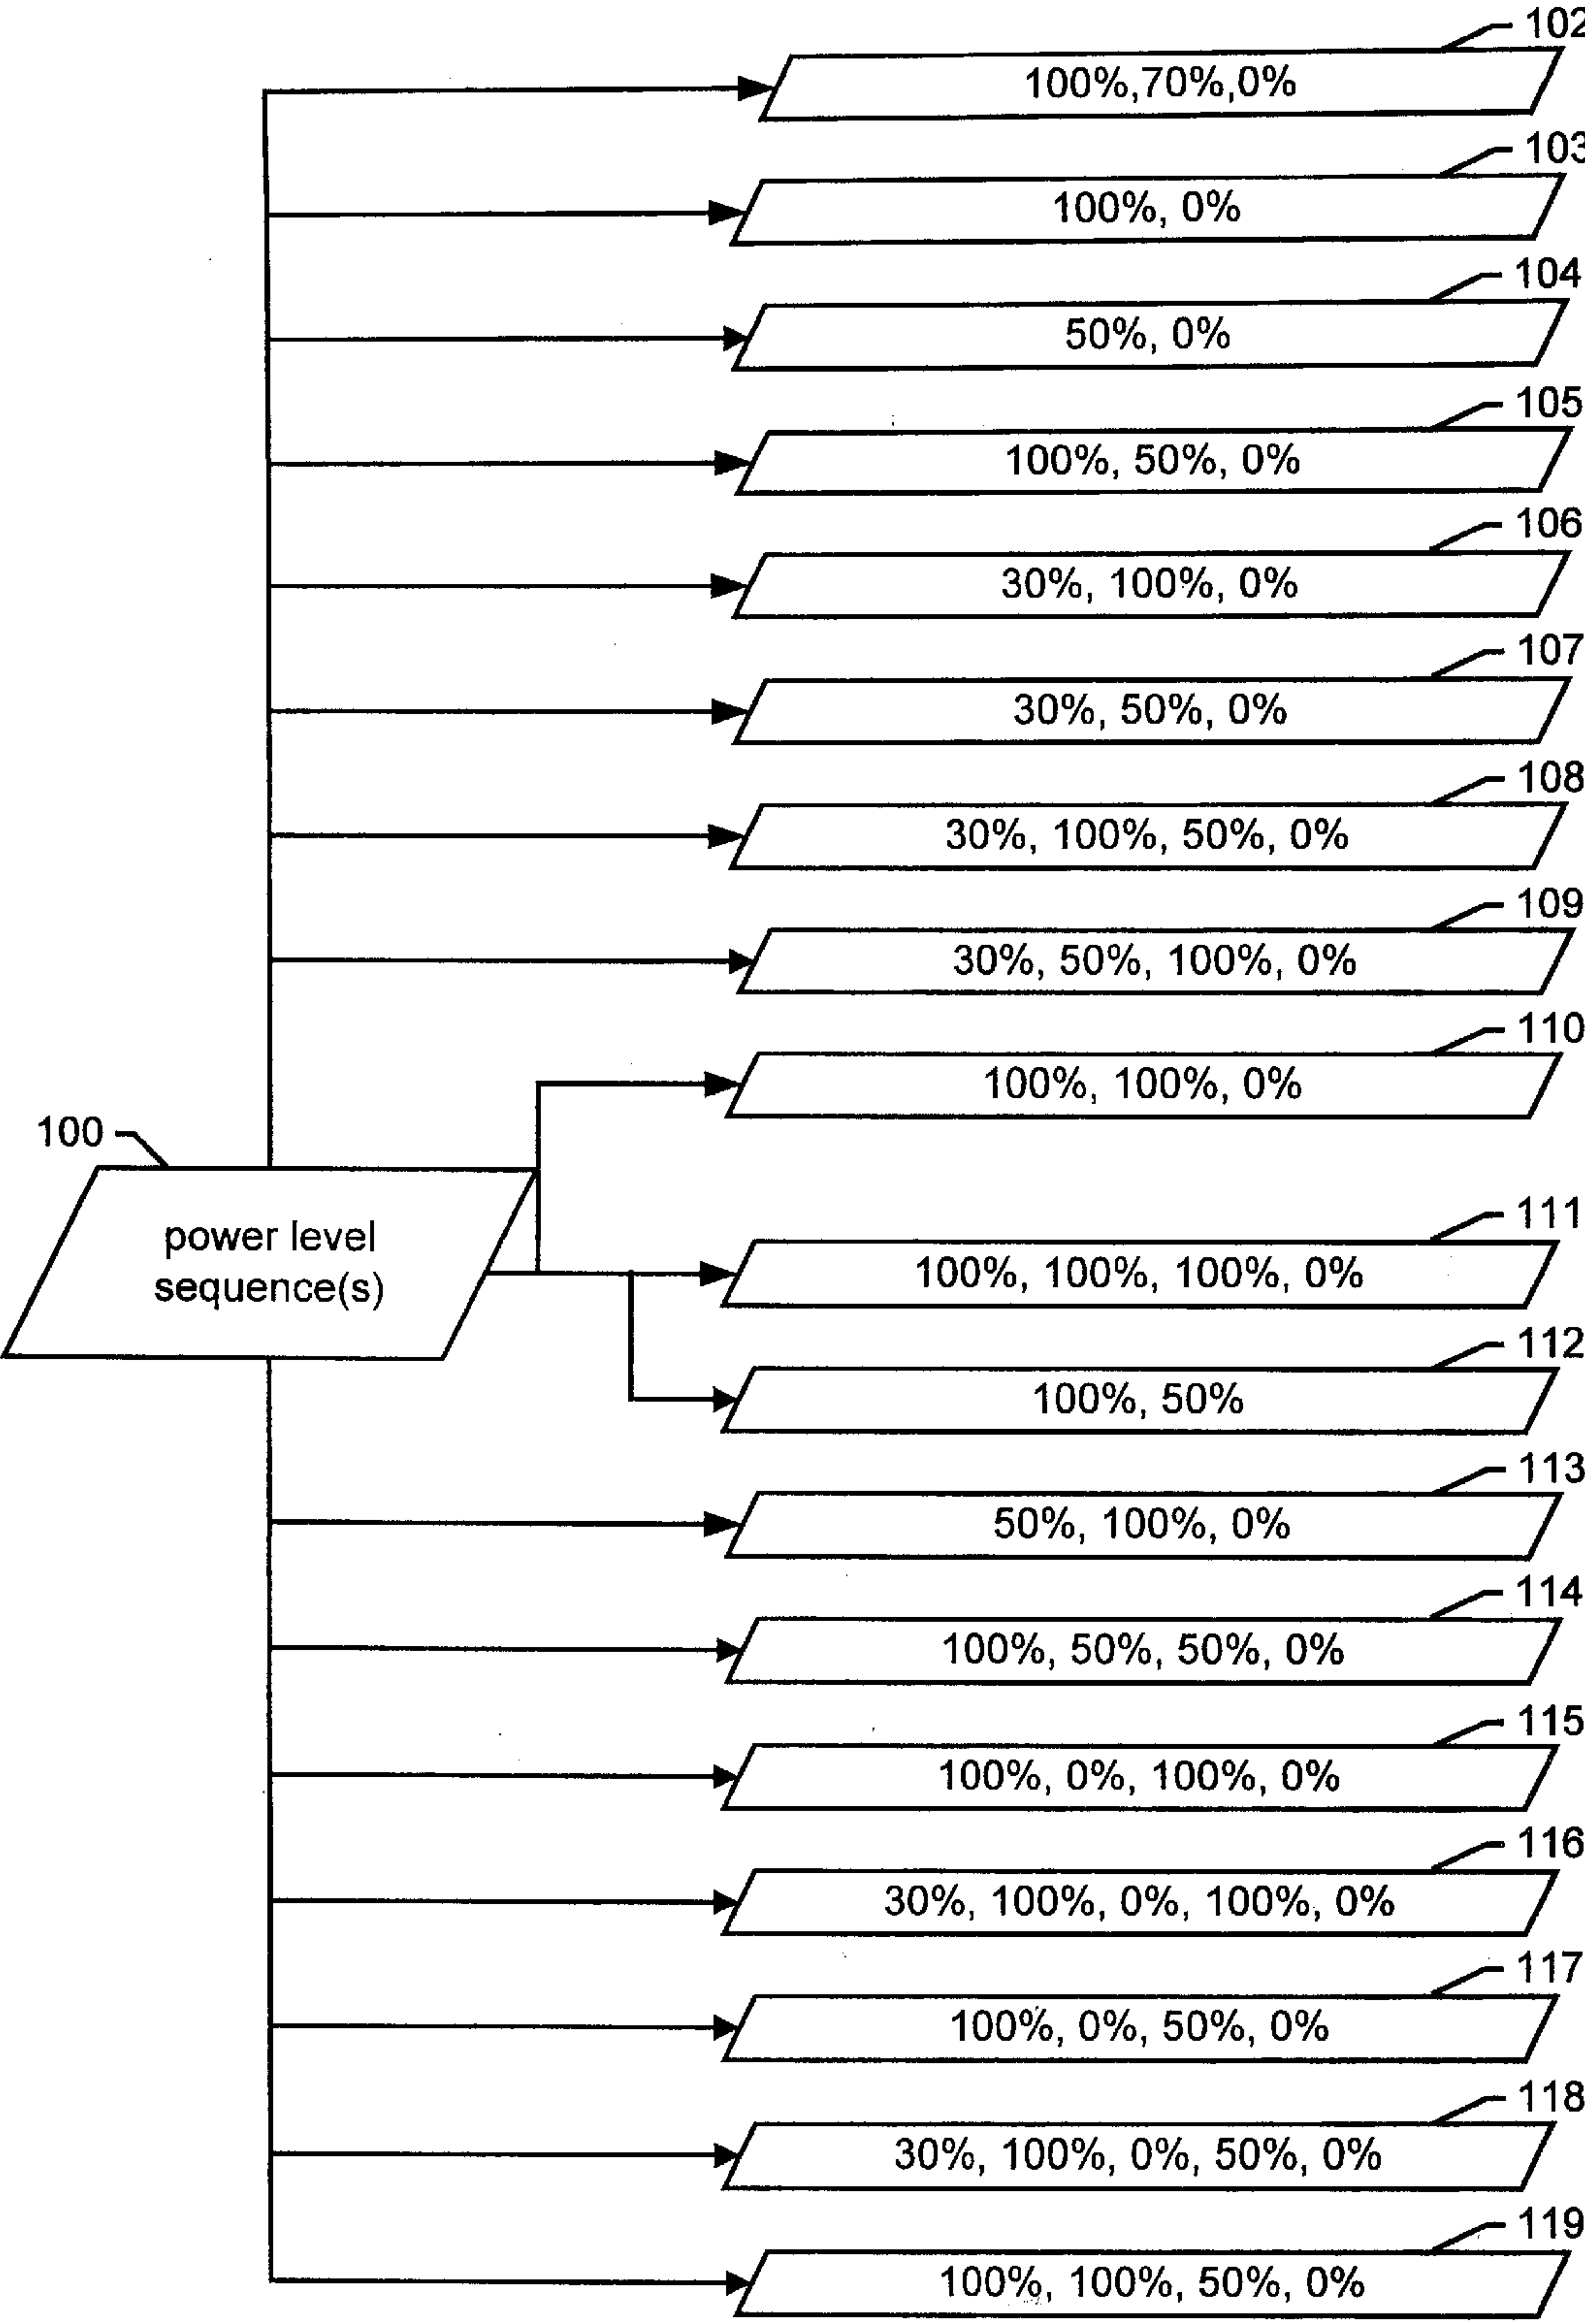 102
100%,70%,0%
103
100%, 0%
104
50%, 0%
105
100%, 50%, 0%
106
30%, 100%, 0%
107
30%, 50%, 0%
108
30%, 100%, 50%, 0%
109
30%, 50%, 100%, 0%
110
100%, 100%, 0%
100
power level
sequence(s)
111
100%, 100%, 100%, 0%
112
100%, 50%
113
50%, 100%, 0%
114
100%, 50%, 50%, 0%
115
100%, 0%, 100%, 0%
116
30%, 100%, 0%, 100%, 0%
117
100%, 0%, 50%, 0%
118
30%, 100%, 0%, 50%, 0%
119
100%, 100%, 50%, 0%